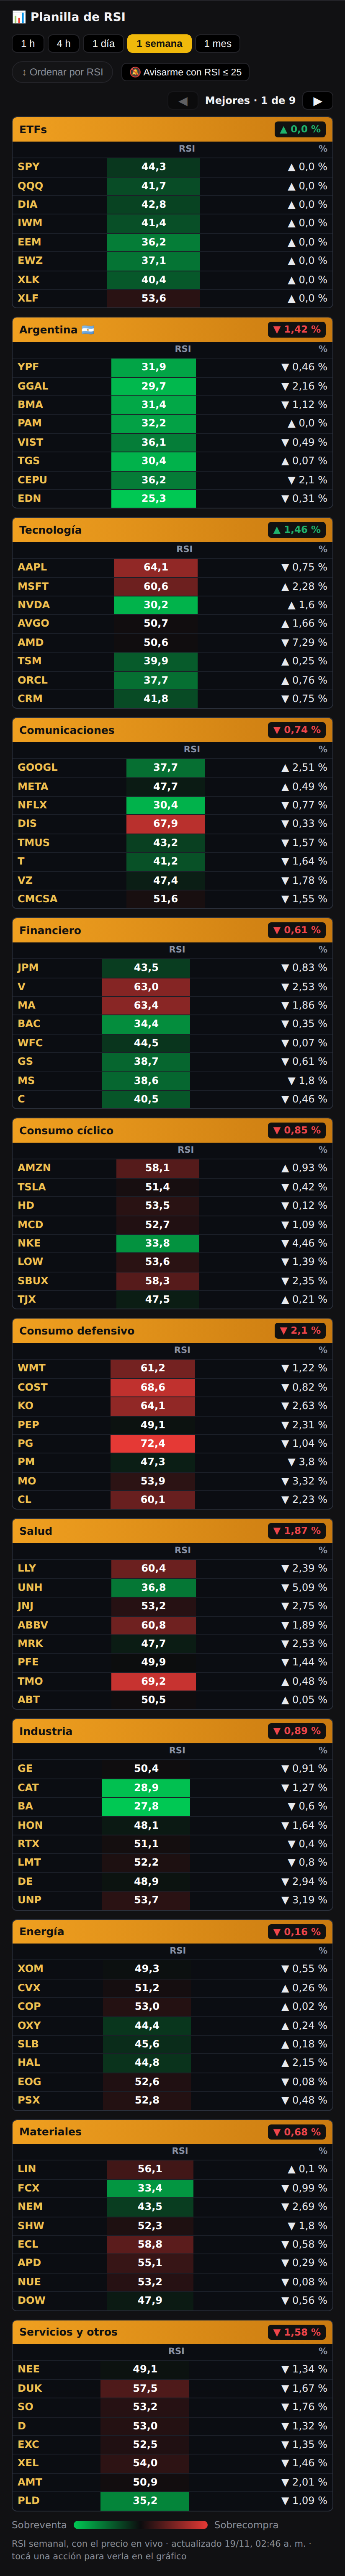 📊 Planilla de RSI
1 h 4 h 1 día 1 semana 1 mes
↕ Ordenar por RSI 🔕 Avisarme con RSI ≤ 25
◀ Mejores · 1 de 9 ▶
ETFs ▲ 0,0 %
RSI %
SPY 44,3 ▲ 0,0 %
QQQ 41,7 ▲ 0,0 %
DIA 42,8 ▲ 0,0 %
IWM 41,4 ▲ 0,0 %
EEM 36,2 ▲ 0,0 %
EWZ 37,1 ▲ 0,0 %
XLK 40,4 ▲ 0,0 %
XLF 53,6 ▲ 0,0 %
Argentina 🇦🇷 ▼ 1,42 %
RSI %
YPF 31,9 ▼ 0,46 %
GGAL 29,7 ▼ 2,16 %
BMA 31,4 ▼ 1,12 %
PAM 32,2 ▲ 0,0 %
VIST 36,1 ▼ 0,49 %
TGS 30,4 ▲ 0,07 %
CEPU 36,2 ▼ 2,1 %
EDN 25,3 ▼ 0,31 %
Tecnología ▲ 1,46 %
RSI %
AAPL 64,1 ▼ 0,75 %
MSFT 60,6 ▲ 2,28 %
NVDA 30,2 ▲ 1,6 %
AVGO 50,7 ▲ 1,66 %
AMD 50,6 ▼ 7,29 %
TSM 39,9 ▲ 0,25 %
ORCL 37,7 ▲ 0,76 %
CRM 41,8 ▼ 0,75 %
Comunicaciones ▼ 0,74 %
RSI %
GOOGL 37,7 ▲ 2,51 %
META 47,7 ▲ 0,49 %
NFLX 30,4 ▼ 0,77 %
DIS 67,9 ▼ 0,33 %
TMUS 43,2 ▼ 1,57 %
T 41,2 ▼ 1,64 %
VZ 47,4 ▼ 1,78 %
CMCSA 51,6 ▼ 1,55 %
Financiero ▼ 0,61 %
RSI %
JPM 43,5 ▼ 0,83 %
V 63,0 ▼ 2,53 %
MA 63,4 ▼ 1,86 %
BAC 34,4 ▼ 0,35 %
WFC 44,5 ▼ 0,07 %
GS 38,7 ▼ 0,61 %
MS 38,6 ▼ 1,8 %
C 40,5 ▼ 0,46 %
Consumo cíclico ▼ 0,85 %
RSI %
AMZN 58,1 ▲ 0,93 %
TSLA 51,4 ▼ 0,42 %
HD 53,5 ▼ 0,12 %
MCD 52,7 ▼ 1,09 %
NKE 33,8 ▼ 4,46 %
LOW 53,6 ▼ 1,39 %
SBUX 58,3 ▼ 2,35 %
TJX 47,5 ▲ 0,21 %
Consumo defensivo ▼ 2,1 %
RSI %
WMT 61,2 ▼ 1,22 %
COST 68,6 ▼ 0,82 %
KO 64,1 ▼ 2,63 %
PEP 49,1 ▼ 2,31 %
PG 72,4 ▼ 1,04 %
PM 47,3 ▼ 3,8 %
MO 53,9 ▼ 3,32 %
CL 60,1 ▼ 2,23 %
Salud ▼ 1,87 %
RSI %
LLY 60,4 ▼ 2,39 %
UNH 36,8 ▼ 5,09 %
JNJ 53,2 ▼ 2,75 %
ABBV 60,8 ▼ 1,89 %
MRK 47,7 ▼ 2,53 %
PFE 49,9 ▼ 1,44 %
TMO 69,2 ▲ 0,48 %
ABT 50,5 ▲ 0,05 %
Industria ▼ 0,89 %
RSI %
GE 50,4 ▼ 0,91 %
CAT 28,9 ▼ 1,27 %
BA 27,8 ▼ 0,6 %
HON 48,1 ▼ 1,64 %
RTX 51,1 ▼ 0,4 %
LMT 52,2 ▼ 0,8 %
DE 48,9 ▼ 2,94 %
UNP 53,7 ▼ 3,19 %
Energía ▼ 0,16 %
RSI %
XOM 49,3 ▼ 0,55 %
CVX 51,2 ▲ 0,26 %
COP 53,0 ▲ 0,02 %
OXY 44,4 ▲ 0,24 %
SLB 45,6 ▲ 0,18 %
HAL 44,8 ▲ 2,15 %
EOG 52,6 ▼ 0,08 %
PSX 52,8 ▼ 0,48 %
Materiales ▼ 0,68 %
RSI %
LIN 56,1 ▲ 0,1 %
FCX 33,4 ▼ 0,99 %
NEM 43,5 ▼ 2,69 %
SHW 52,3 ▼ 1,8 %
ECL 58,8 ▼ 0,58 %
APD 55,1 ▼ 0,29 %
NUE 53,2 ▼ 0,08 %
DOW 47,9 ▼ 0,56 %
Servicios y otros ▼ 1,58 %
RSI %
NEE 49,1 ▼ 1,34 %
DUK 57,5 ▼ 1,67 %
SO 53,2 ▼ 1,76 %
D 53,0 ▼ 1,32 %
EXC 52,5 ▼ 1,35 %
XEL 54,0 ▼ 1,46 %
AMT 50,9 ▼ 2,01 %
PLD 35,2 ▼ 1,09 %
Sobreventa Sobrecompra
RSI semanal, con el precio en vivo · actualizado 19/11, 02:46 a. m. ·
tocá una acción para verla en el gráfico